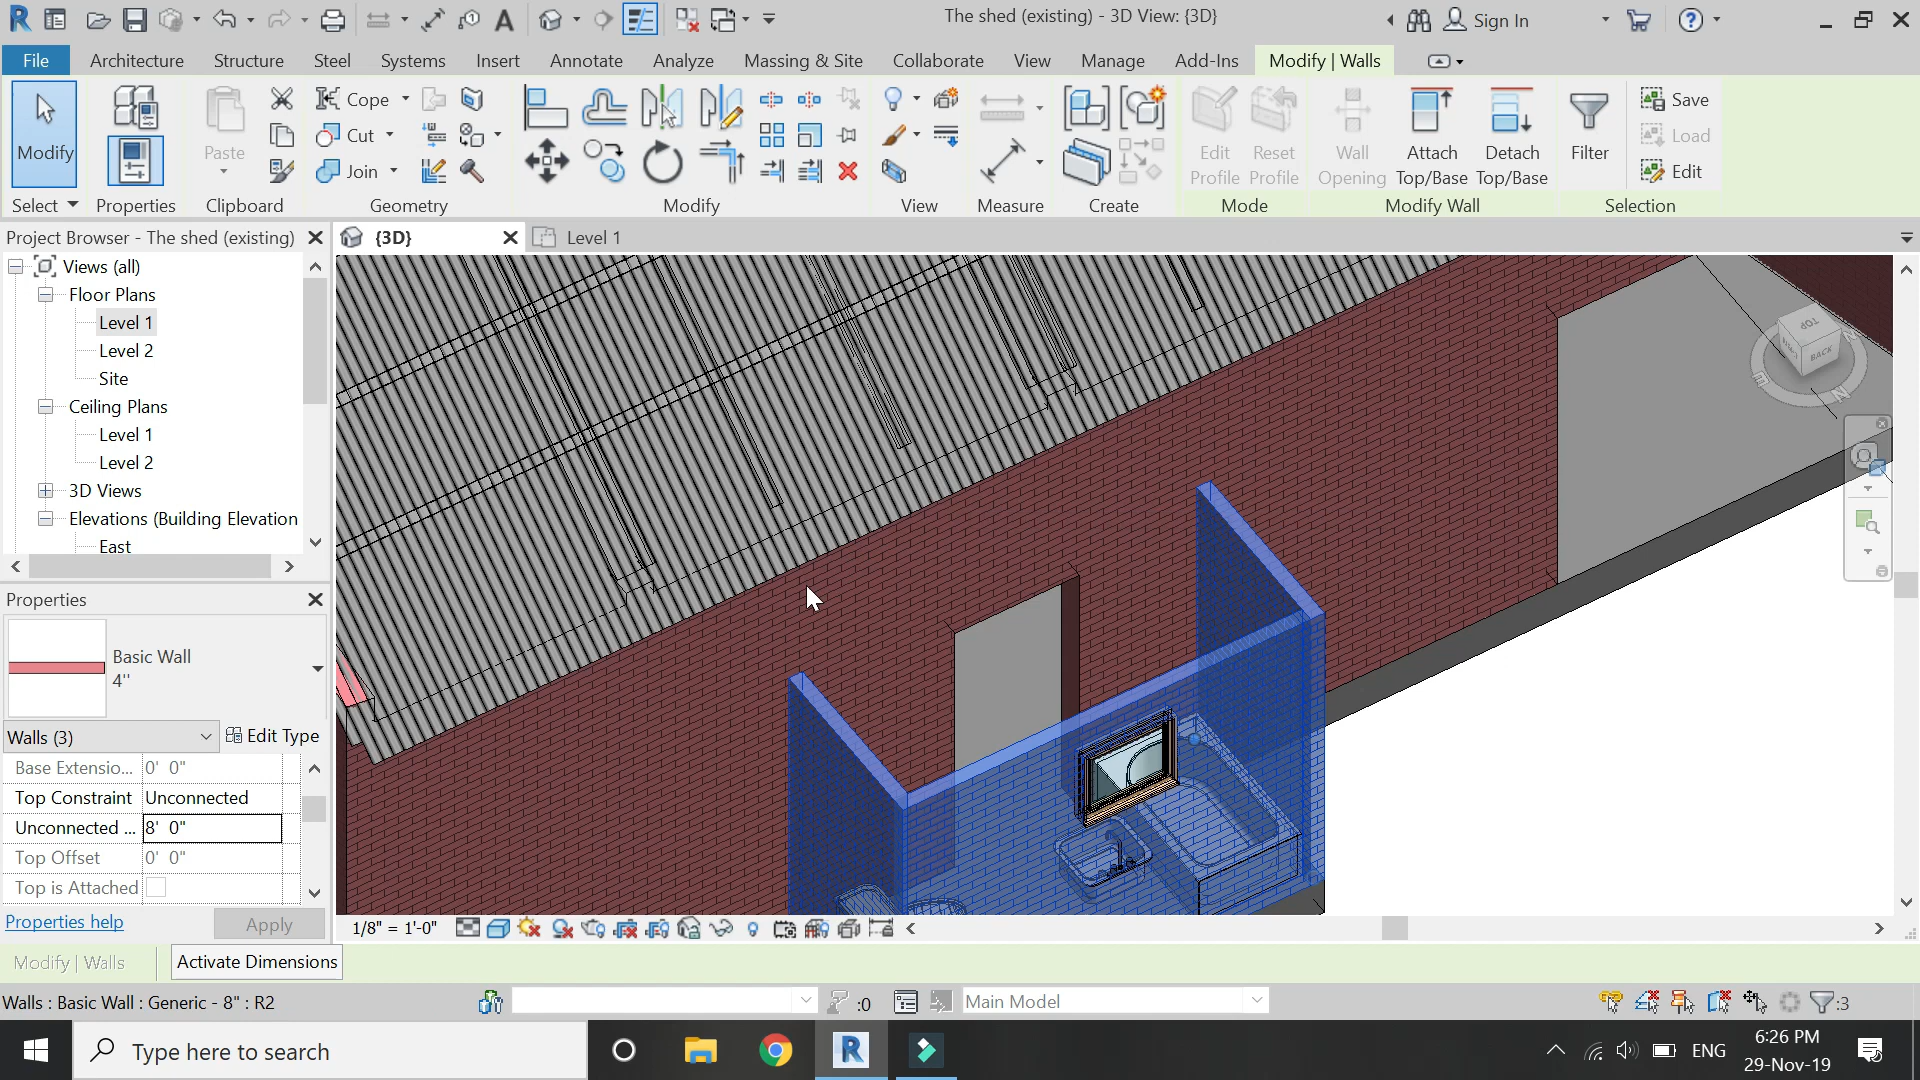 The shed (existing) - 3D View: {3D}
Sign In
File
Architecture
Structure
Steel
Systems
Insert
Annotate
Analyze
Massing & Site
Collaborate
View
Manage
Add-Ins
Modify | Walls
Modify
Paste
Cope
Cut
Join
Edit Profile
Reset Profile
Wall Opening
Attach Top/Base
Detach Top/Base
Filter
Save
Load
Edit
Select
Properties
Clipboard
Geometry
Modify
View
Measure
Create
Mode
Modify Wall
Selection
Project Browser - The shed (existing)
{3D}
Level 1
Views (all)
Floor Plans
Level 1
Level 2
Site
Ceiling Plans
Level 1
Level 2
3D Views
Elevations (Building Elevation
East
TOP
BACK
Properties
Basic Wall
4''
Walls (3)
Edit Type
Base Extensio... 0' 0"
Top Constraint Unconnected
Unconnected ... 8' 0"
Top Offset 0' 0"
Top is Attached
Properties help
Apply
1/8" = 1'-0"
Modify | Walls
Activate Dimensions
Walls : Basic Wall : Generic - 8" : R2
:0
Main Model
:3
Type here to search
ENG
6:26 PM
29-Nov-19